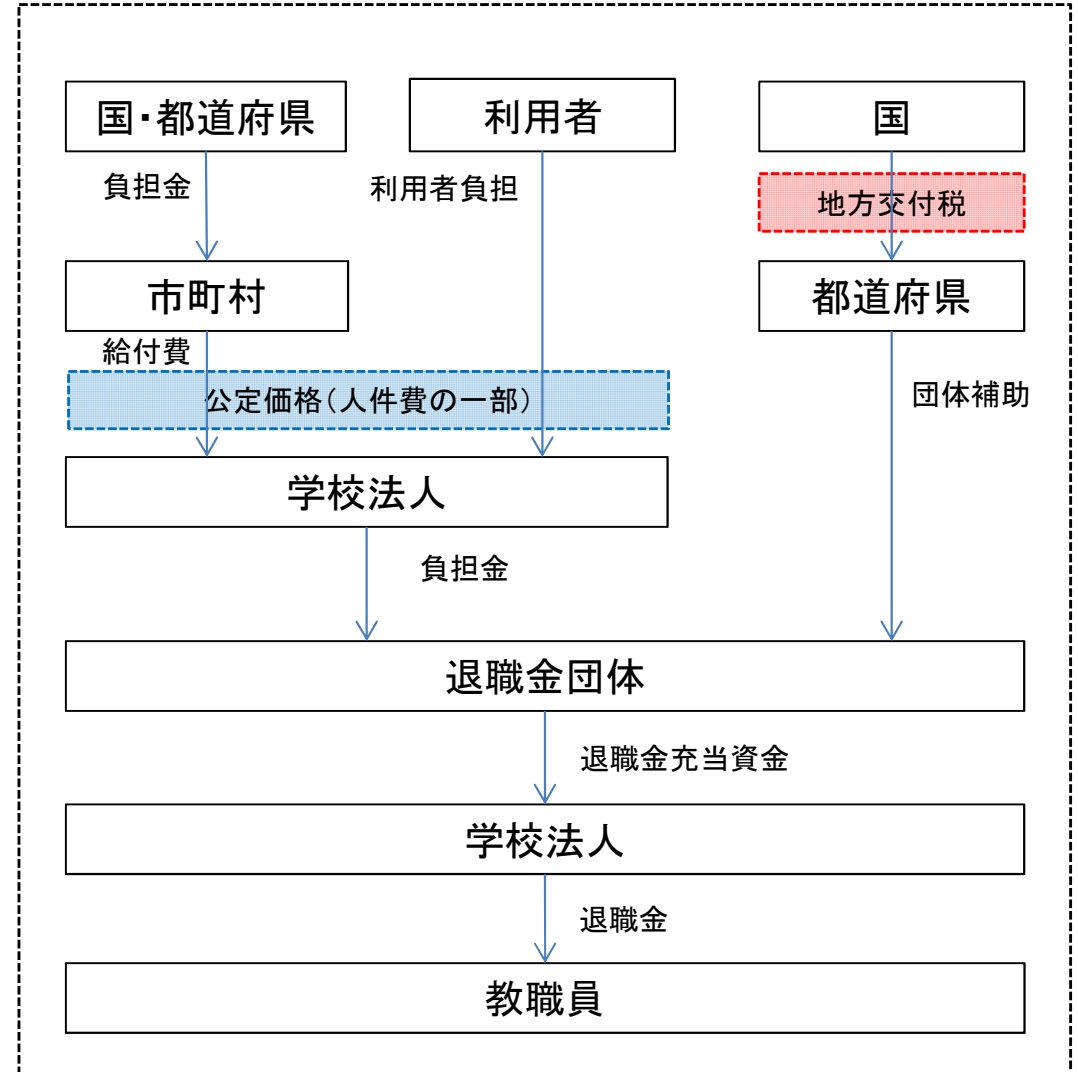 国・都道府県
利用者
国
負担金
利用者負担
地方交付税
市町村
都道府県
給付費
公定価格(人件費の一部)
団体補助
学校法人
負担金
退職金団体
退職金充当資金
学校法人
退職金
教職員